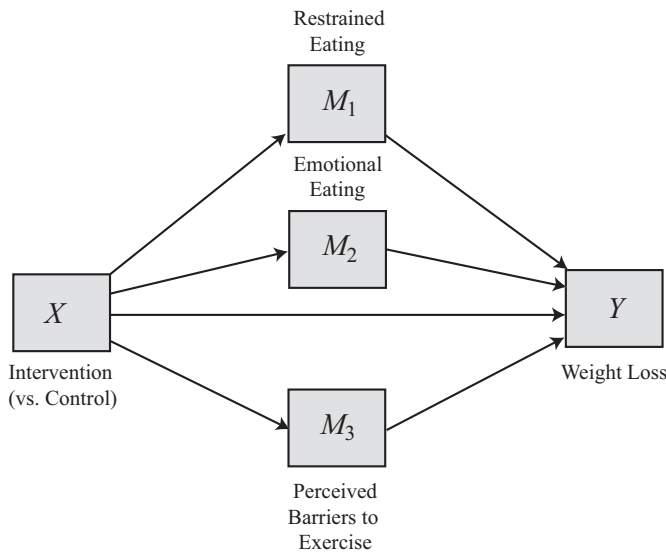 Restrained
Eating
M1
Emotional
Eating
M2
X
Y
Intervention
(vs. Control)
Weight Loss
M3
Perceived
Barriers to
Exercise